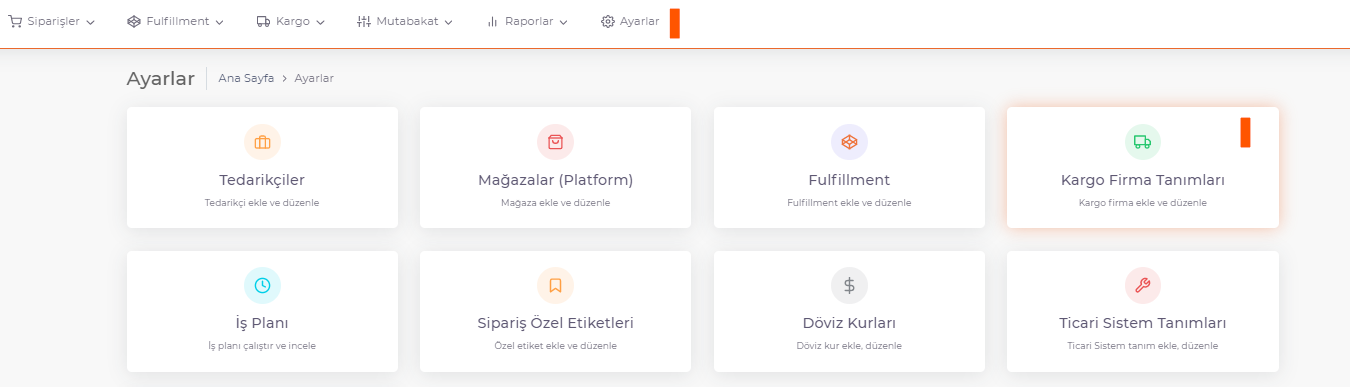 Siparişler Fulfillment Kargo Mutabakat Raporlar Ayarlar
Ayarlar Ana Sayfa > Ayarlar
Tedarikçiler
Tedarikçi ekle ve düzenle
Mağazalar (Platform)
Mağaza ekle ve düzenle
Fulfillment
Fulfillment ekle ve düzenle
Kargo Firma Tanımları
Kargo firma ekle ve düzenle
İş Planı
İş planı çalıştır ve incele
Sipariş Özel Etiketleri
Özel etiket ekle ve düzenle
Döviz Kurları
Döviz kur ekle, düzenle
Ticari Sistem Tanımları
Ticari Sistem tanım ekle, düzenle